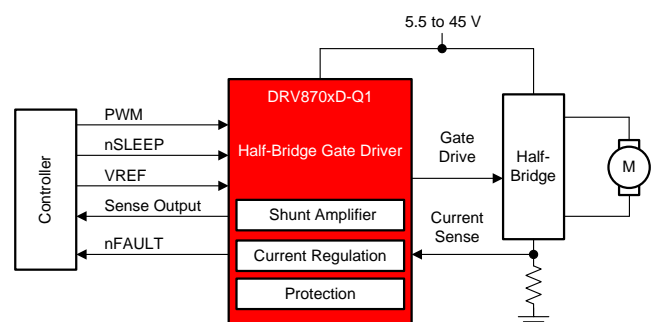 5.5 to 45 V
DRV870xD-Q1
Half-Bridge Gate Driver
Controller
PWM
nSLEEP
VREF
Sense Output
nFAULT
Shunt Amplifier
Current Regulation
Protection
Gate
Drive
Current
Sense
Half-
Bridge
M